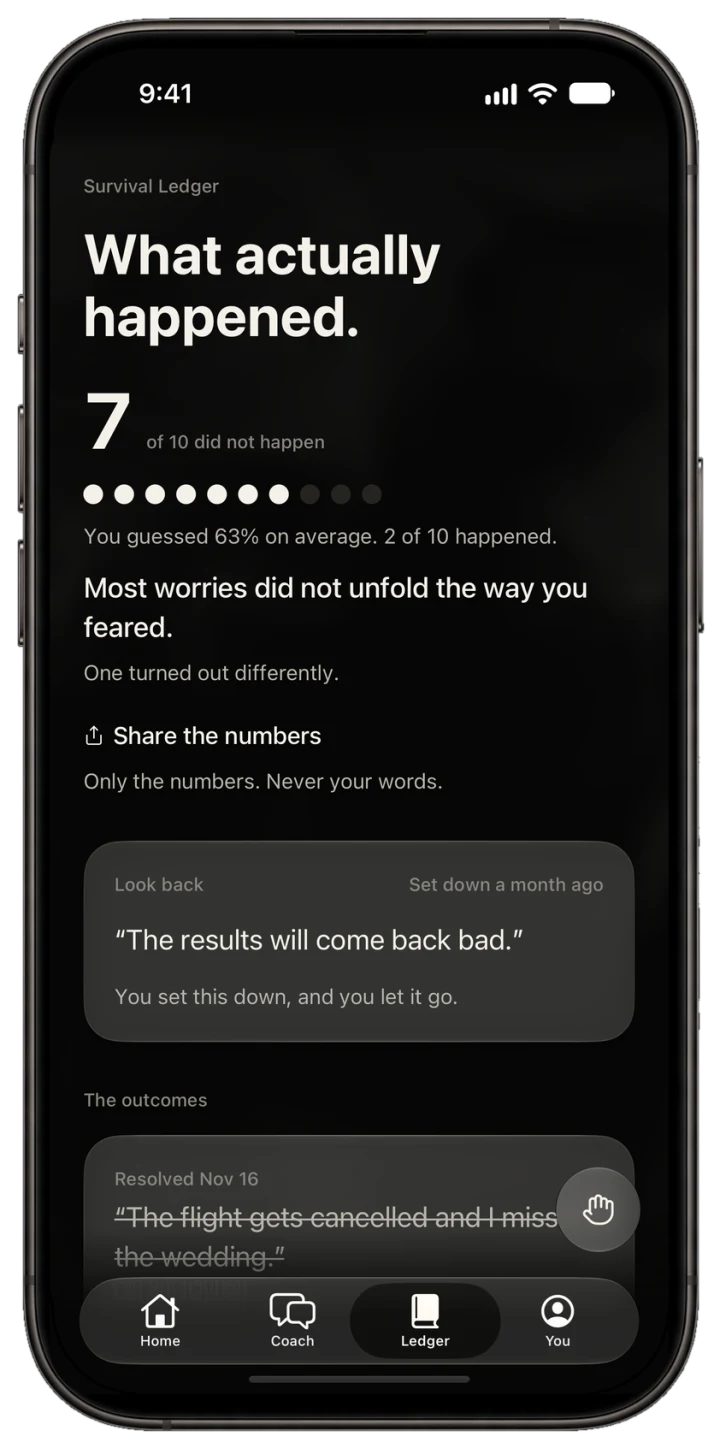 9:41
Survival Ledger
What actually
happened.
7 of 10 did not happen
You guessed 63% on average. 2 of 10 happened.
Most worries did not unfold the way you
feared.
One turned out differently.
Share the numbers
Only the numbers. Never your words.
Look back Set down a month ago
“The results will come back bad.”
You set this down, and you let it go.
The outcomes
Resolved Nov 16
“The flight gets cancelled and I miss
the wedding.”
Home Coach Ledger You